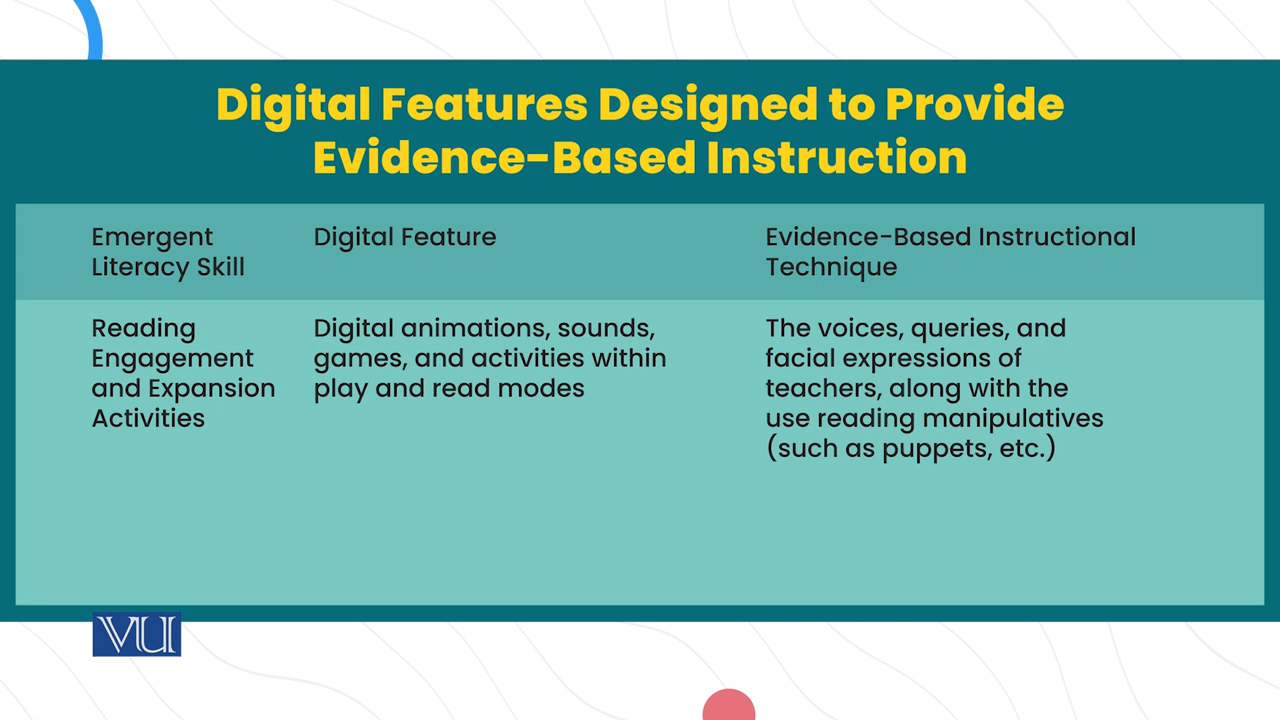 Digital Features Designed to Provide
Evidence-Based Instruction
Emergent
Literacy Skill
Digital Feature
Evidence-Based Instructional
Technique
Reading
Engagement
and Expansion
Activities
Digital animations, sounds,
games, and activities within
play and read modes
The voices, queries, and
facial expressions of
teachers, along with the
use reading manipulatives
(such as puppets, etc.)
VU